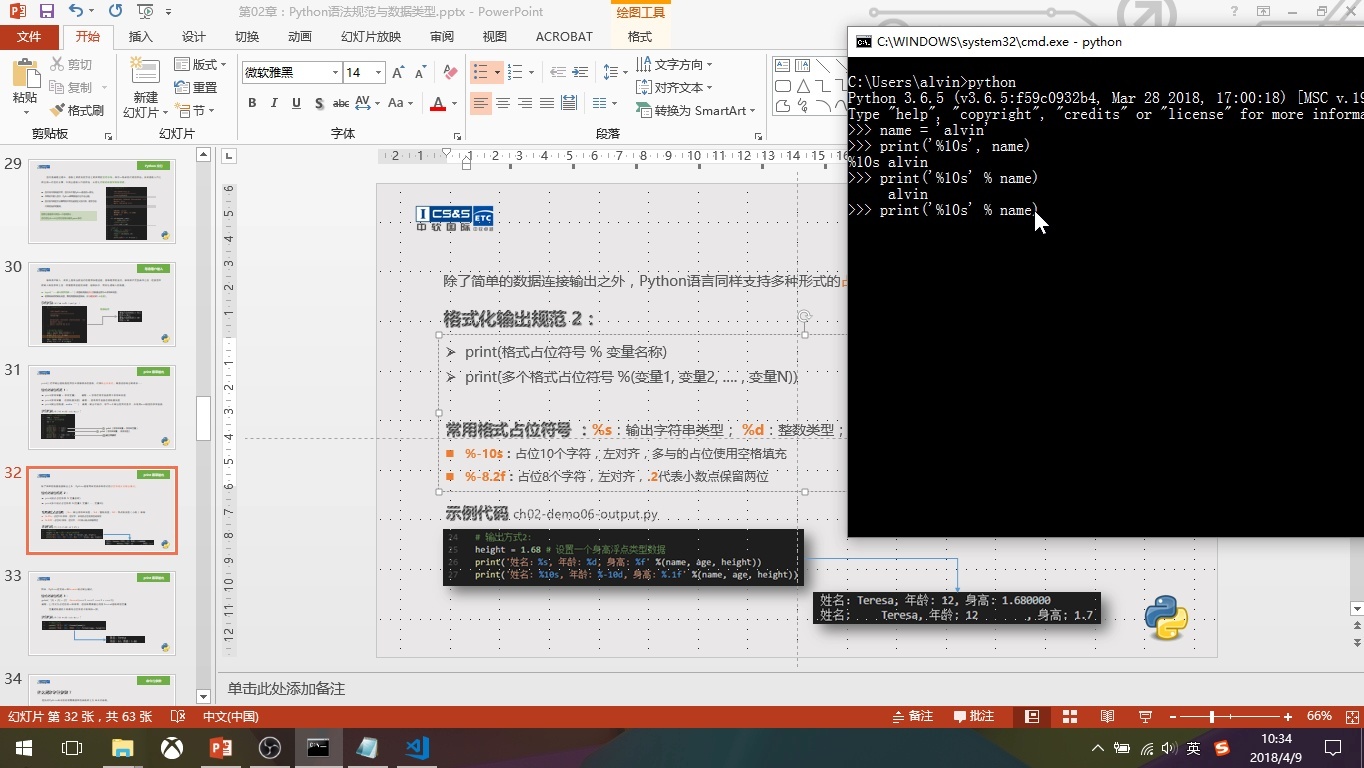 第02章：Python语法规范与数据类型.pptx - PowerPoint
绘图工具
文件
开始
插入
设计
切换
动画
幻灯片放映
审阅
视图
ACROBAT
格式
粘贴
剪切
复制
格式刷
剪贴板
新建
幻灯片
版式
重置
节
幻灯片
微软雅黑
14
字体
文字方向
对齐文本
转换为 SmartArt
段落
C:\WINDOWS\system32\cmd.exe - python
C:\Users\alvin>python
Python 3.6.5 (v3.6.5:f59c0932b4, Mar 28 2018, 17:00:18) [MSC v.19
Type "help", "copyright", "credits" or "license" for more informa
>>> name = 'alvin'
>>> print('%10s', name)
%10s alvin
>>> print('%10s' % name)
     alvin
>>> print('%10s' % name)
29
30
31
32
33
34
CS&S ETC
中软国际
除了简单的数据连接输出之外，Python语言同样支持多种形式的
格式化输出规范 2：
print(格式占位符号 % 变量名称)
print(多个格式占位符号 %(变量1, 变量2, .... , 变量N))
常用格式占位符号 ：%s：输出字符串类型； %d：整数类型；
%-10s：占位10个字符，左对齐，多与的占位使用空格填充
%-8.2f：占位8个字符，左对齐，.2代表小数点保留两位
示例代码 ch02-demo06-output.py
24 # 输出方式2:
25 height = 1.68 # 设置一个身高浮点类型数据
26 print('姓名: %s, 年龄: %d, 身高: %f' %(name, age, height))
27 print('姓名: %10s, 年龄: %-10d, 身高: %.1f' %(name, age, height))
姓名: Teresa, 年龄: 12, 身高: 1.680000
姓名:     Teresa, 年龄: 12        , 身高: 1.7
单击此处添加备注
幻灯片 第 32 张，共 63 张
中文(中国)
备注
批注
66%
英
10:34
2018/4/9